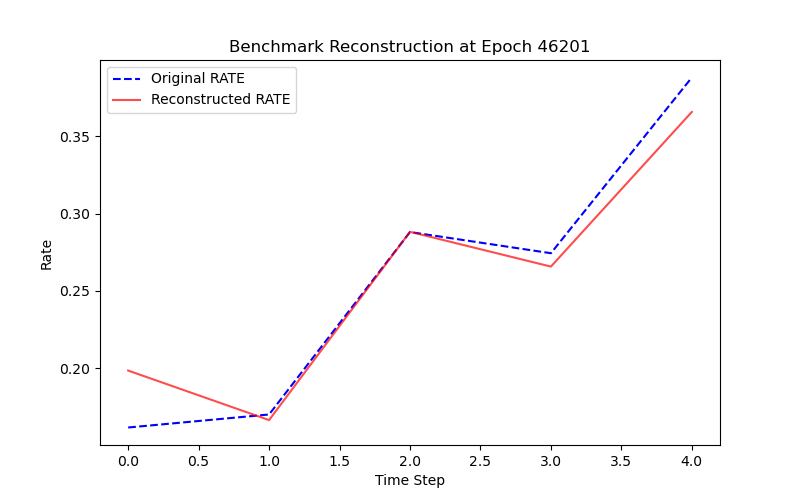 Benchmark Reconstruction at Epoch 46201
Original RATE
Reconstructed RATE
0.35
0.30
0.25
0.20
Rate
0.0 0.5 1.0 1.5 2.0 2.5 3.0 3.5 4.0
Time Step